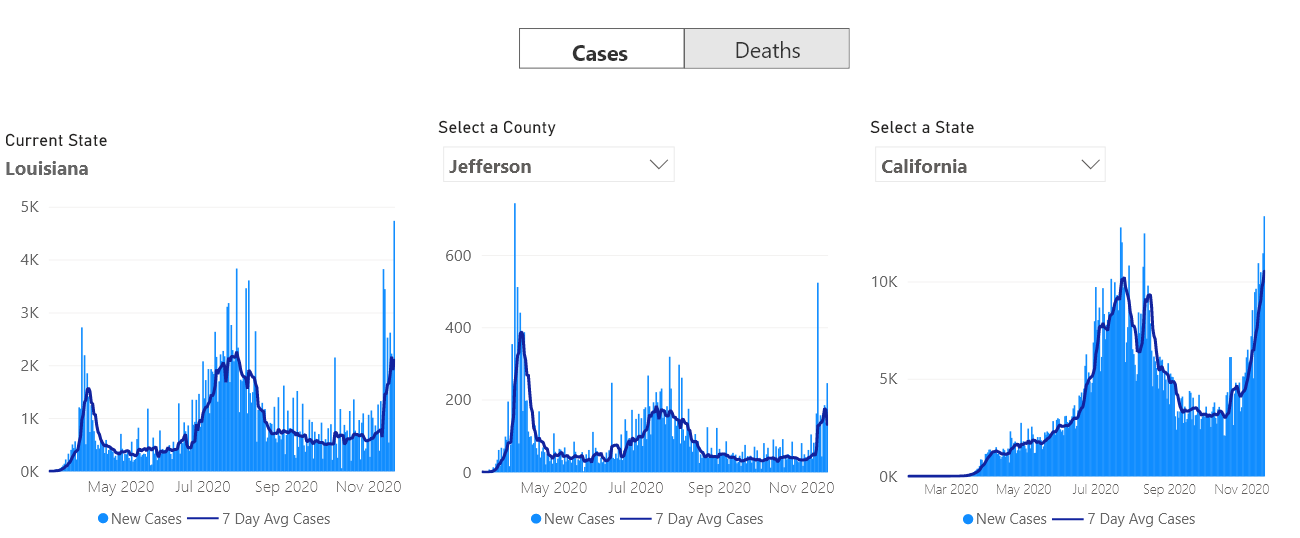 Cases Deaths
Current State
Louisiana
5K
4K
3K
2K
1K
0K
May 2020 Jul 2020 Sep 2020 Nov 2020
New Cases 7 Day Avg Cases
Select a County
Jefferson
600
400
200
0
May 2020 Jul 2020 Sep 2020 Nov 2020
New Cases 7 Day Avg Cases
Select a State
California
10K
5K
0K
Mar 2020 May 2020 Jul 2020 Sep 2020 Nov 2020
New Cases 7 Day Avg Cases